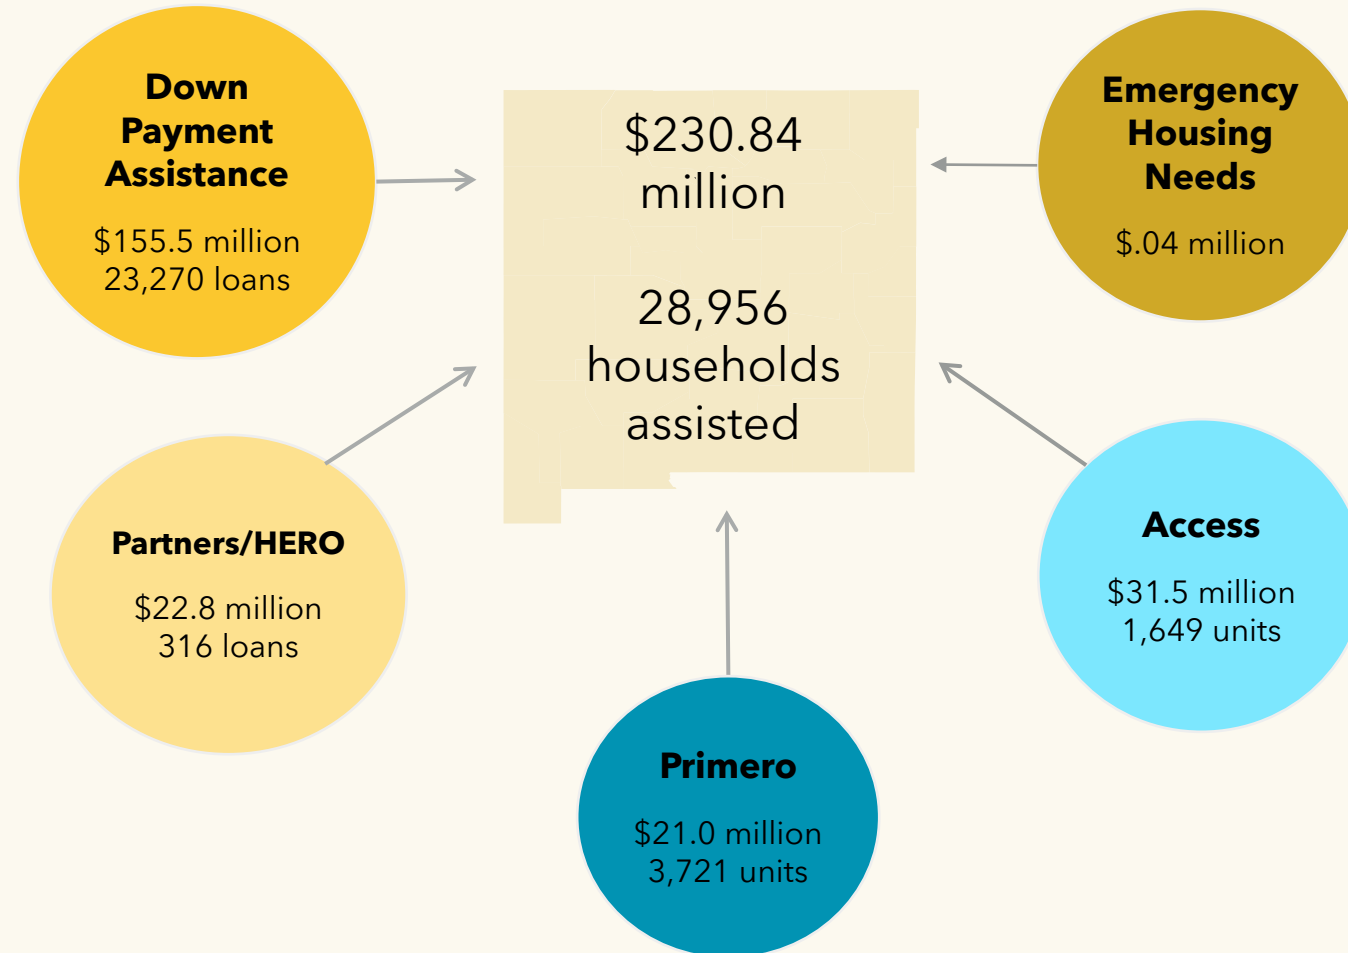 Down
Payment
Assistance
$155.5 million
23,270 loans
$230.84
million
28,956
households
assisted
Emergency
Housing
Needs
$.04 million
Partners/HERO
$22.8 million
316 loans
Primero
$21.0 million
3,721 units
Access
$31.5 million
1,649 units